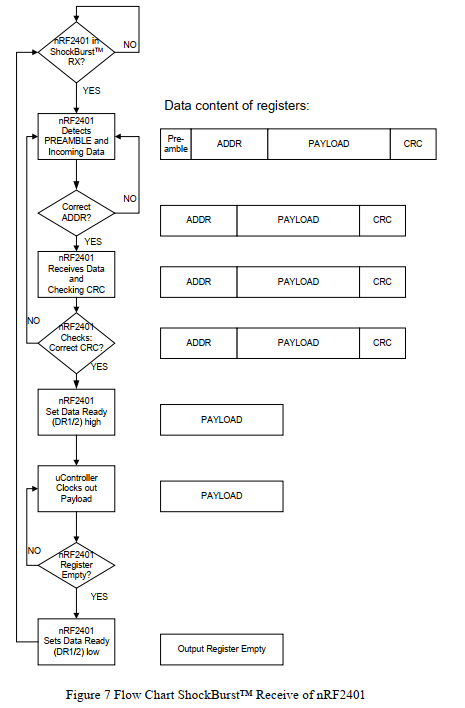 nRF2401 in
ShockBurst™
RX?
NO
YES
Data content of registers:
nRF2401
Detects
PREAMBLE and
Incoming Data
Pre-
amble
ADDR
PAYLOAD
CRC
NO
Correct
ADDR?
ADDR
PAYLOAD
CRC
YES
nRF2401
Receives Data
and
Checking CRC
ADDR
PAYLOAD
CRC
NO
nRF2401
Checks:
Correct CRC?
ADDR
PAYLOAD
CRC
YES
nRF2401
Set Data Ready
(DR1/2) high
PAYLOAD
uController
Clocks out
Payload
PAYLOAD
NO
nRF2401
Register
Empty?
YES
nRF2401
Sets Data Ready
(DR1/2) low
Output Register Empty
Figure 7 Flow Chart ShockBurst™ Receive of nRF2401